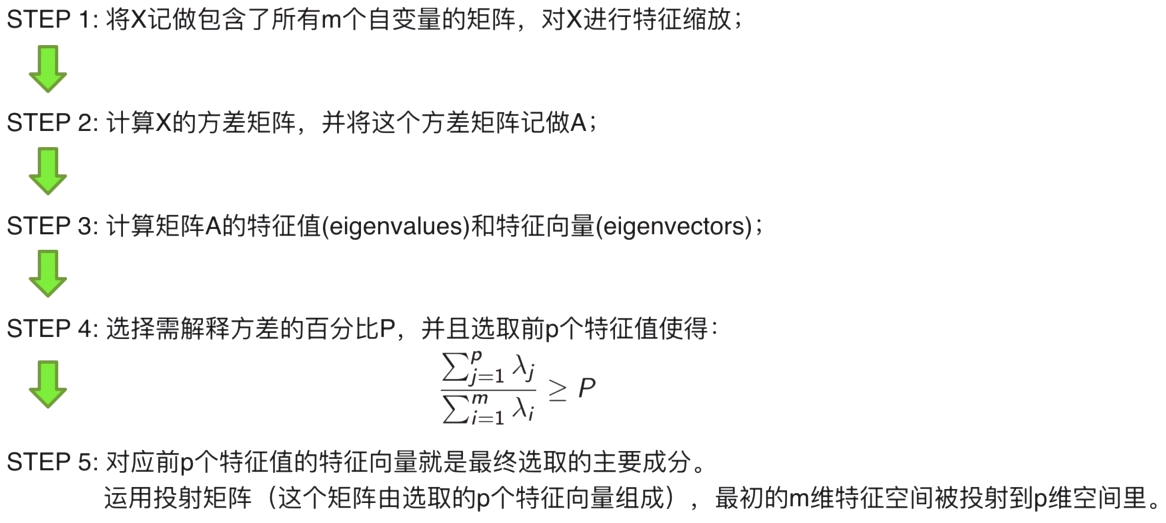 STEP 1: 将X记做包含了所有m个自变量的矩阵，对X进行特征缩放；
STEP 2: 计算X的方差矩阵，并将这个方差矩阵记做A；
STEP 3: 计算矩阵A的特征值(eigenvalues)和特征向量(eigenvectors)；
STEP 4: 选择需解释方差的百分比P，并且选取前p个特征值使得：
\frac{\sum_{j=1}^{p} \lambda_j}{\sum_{i=1}^{m} \lambda_i} \geq P
STEP 5: 对应前p个特征值的特征向量就是最终选取的主要成分。
运用投射矩阵（这个矩阵由选取的p个特征向量组成），最初的m维特征空间被投射到p维空间里。